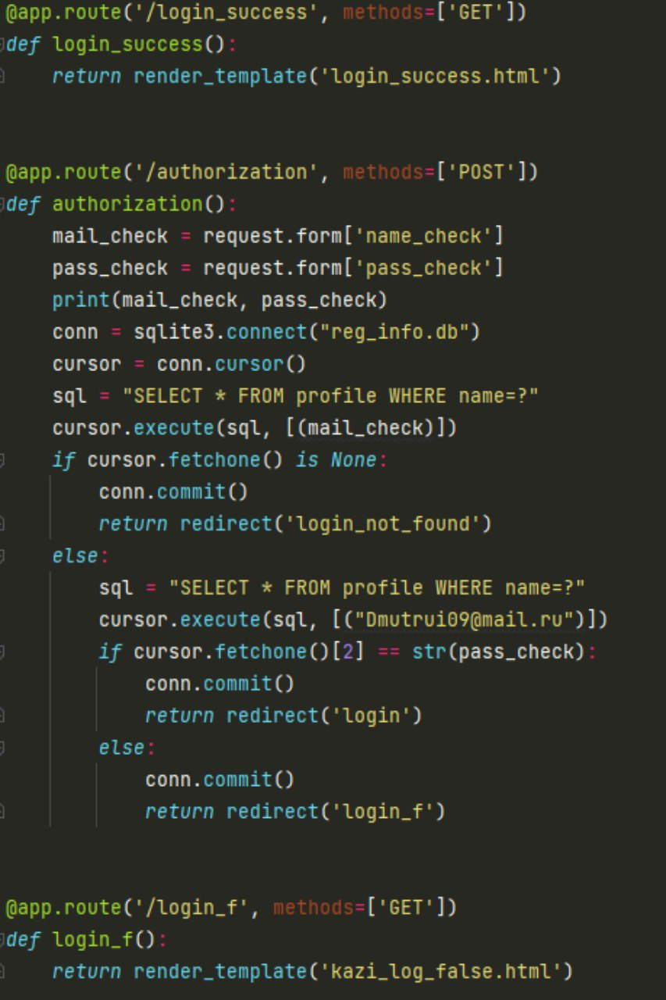 @app.route('/login_success', methods=['GET'])
def login_success():
    return render_template('login_success.html')
@app.route('/authorization', methods=['POST'])
def authorization():
    mail_check = request.form['name_check']
    pass_check = request.form['pass_check']
    print(mail_check, pass_check)
    conn = sqlite3.connect("reg_info.db")
    cursor = conn.cursor()
    sql = "SELECT * FROM profile WHERE name=?"
    cursor.execute(sql, [(mail_check)])
    if cursor.fetchone() is None:
        conn.commit()
        return redirect('login_not_found')
    else:
        sql = "SELECT * FROM profile WHERE name=?"
        cursor.execute(sql, [("Dmutrui09@mail.ru")])
        if cursor.fetchone()[2] == str(pass_check):
            conn.commit()
            return redirect('login')
        else:
            conn.commit()
            return redirect('login_f')
@app.route('/login_f', methods=['GET'])
def login_f():
    return render_template('kazi_log_false.html')